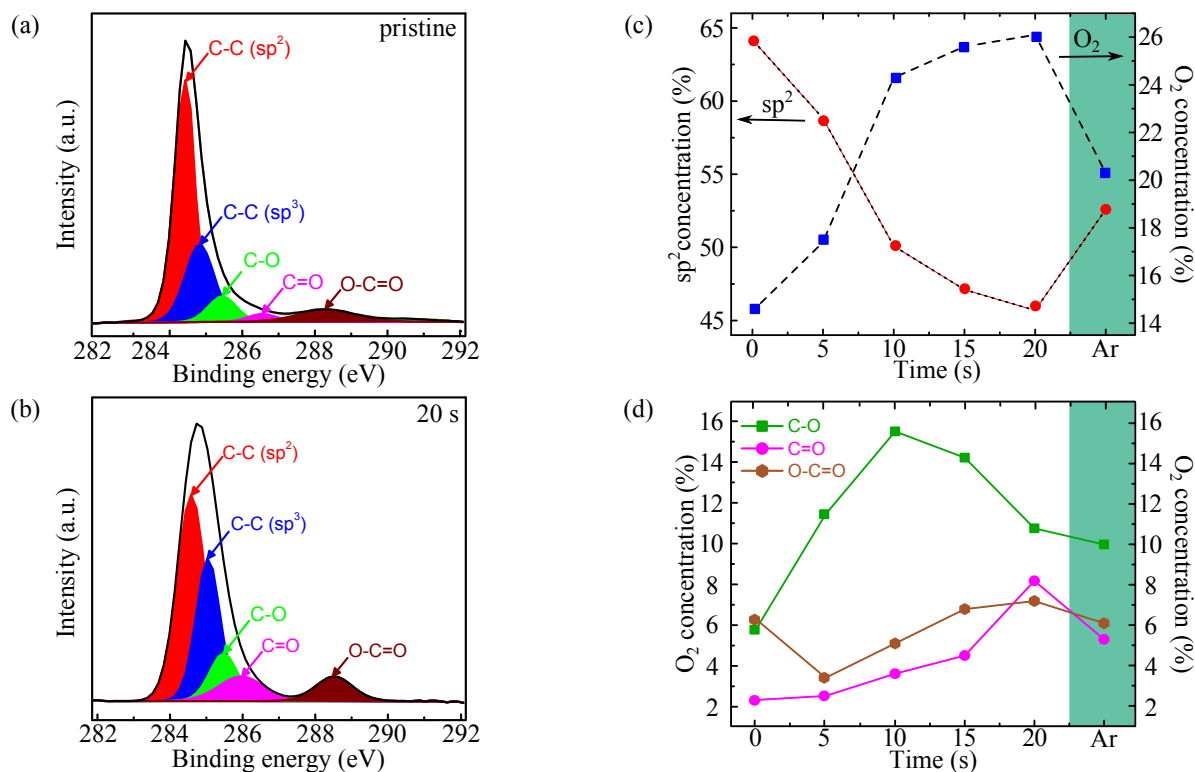 (a)
pristine
C-C (sp²)
C-C (sp³)
C-O
C=O
O-C=O
Intensity (a.u.)
282 284 286 288 290 292
Binding energy (eV)
(b)
20 s
C-C (sp²)
C-C (sp³)
C-O
C=O
O-C=O
Intensity (a.u.)
282 284 286 288 290 292
Binding energy (eV)
(c)
65
60
55
50
45
sp² concentration (%)
sp²
O₂
26
24
22
20
18
16
14
O₂ concentration (%)
0 5 10 15 20 Ar
Time (s)
(d)
C-O
C=O
O-C=O
16
14
12
10
8
6
4
2
O₂ concentration (%)
16
14
12
10
8
6
4
2
O₂ concentration (%)
0 5 10 15 20 Ar
Time (s)